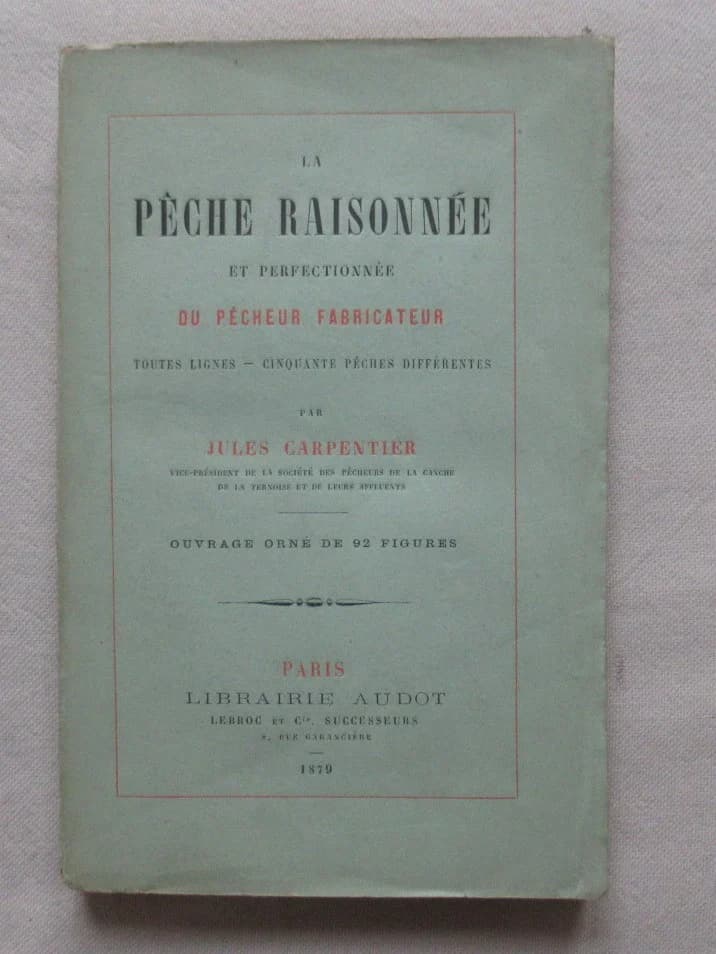 LA
PÊCHE RAISONNÉE
ET PERFECTIONNÉE
DU PÊCHEUR FABRICATEUR
TOUTES LIGNES — CINQUANTE PÊCHES DIFFÉRENTES
PAR
JULES CARPENTIER
VICE-PRÉSIDENT DE LA SOCIÉTÉ DES PÊCHEURS DE LA CANCHE
DE LA TERNOISE ET DE LEURS AFFLUENTS
OUVRAGE ORNÉ DE 92 FIGURES
PARIS
LIBRAIRIE AUDOT
LEBROC ET Cie, SUCCESSEURS
8, RUE GARANCIÈRE
1879